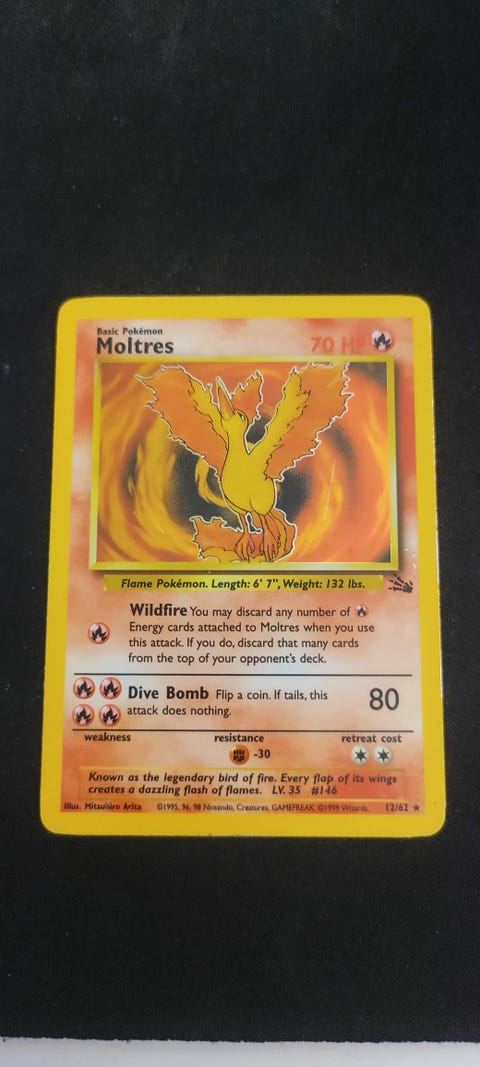 Basic Pokémon
Moltres 70 HP
Flame Pokémon. Length: 6' 7", Weight: 132 lbs.
Wildfire You may discard any number of
Energy cards attached to Moltres when you use
this attack. If you do, discard that many cards
from the top of your opponent's deck.
Dive Bomb Flip a coin. If tails, this
attack does nothing.
80
weakness resistance retreat cost
-30
Known as the legendary bird of fire. Every flap of its wings
creates a dazzling flash of flames. LV. 35 #146
Illus. Mitsuhiro Arita ©1995, 96, 98 Nintendo, Creatures, GAMEFREAK. ©1999 Wizards. 12/62 ★